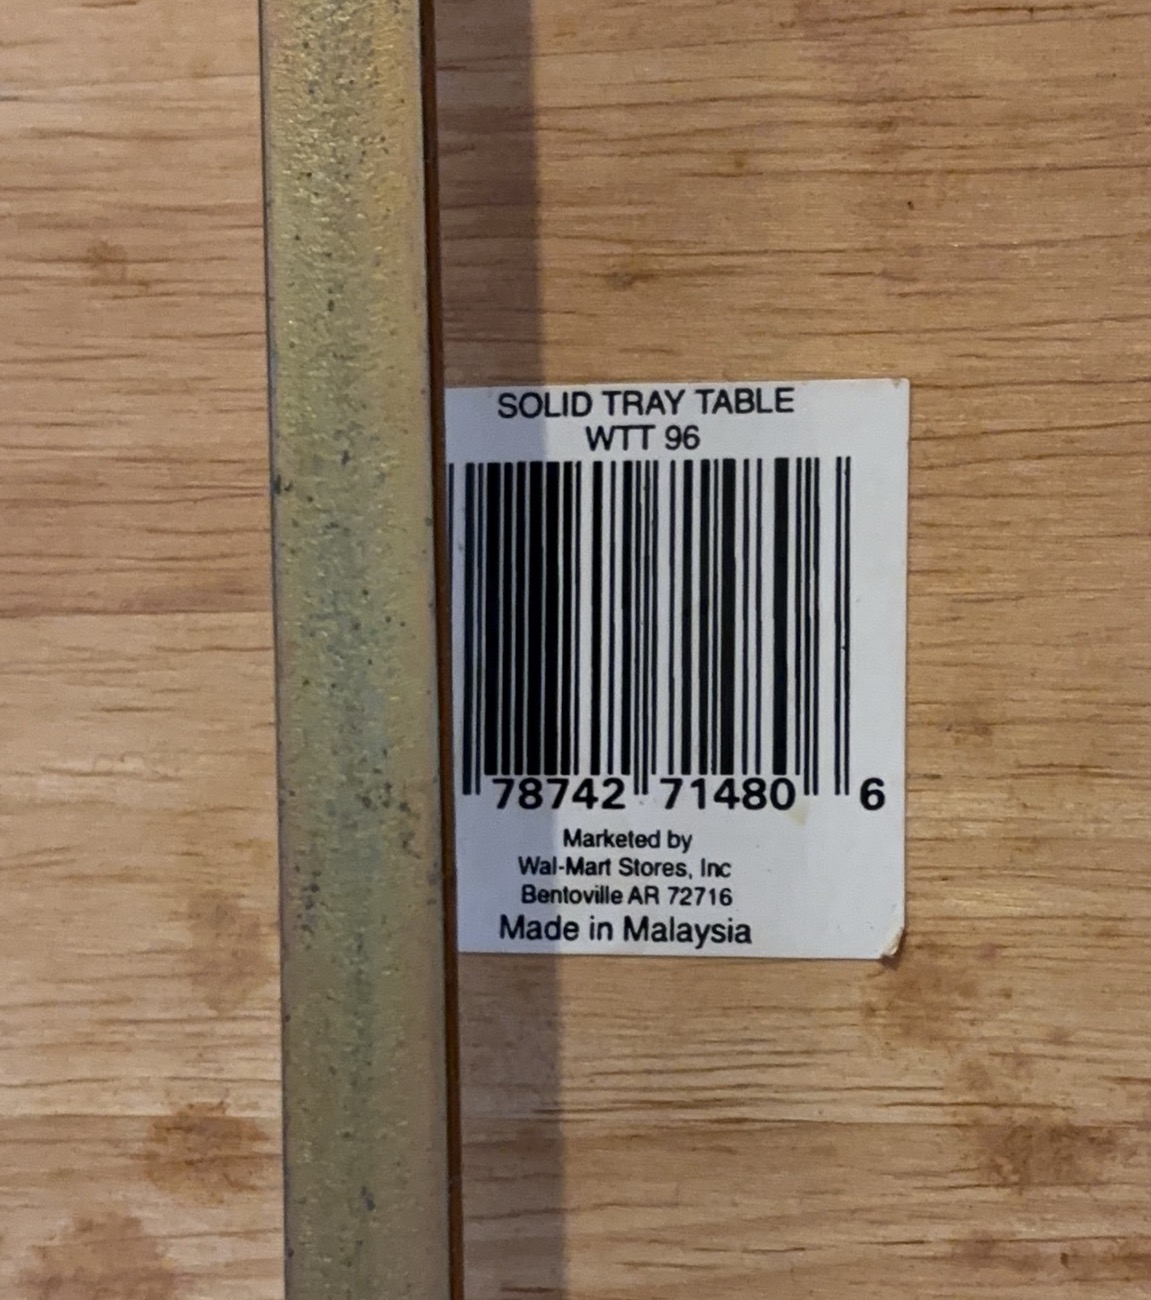 SOLID TRAY TABLE
WTT 96
78742 71480 6
Marketed by
Wal-Mart Stores, Inc
Bentoville AR 72716
Made in Malaysia